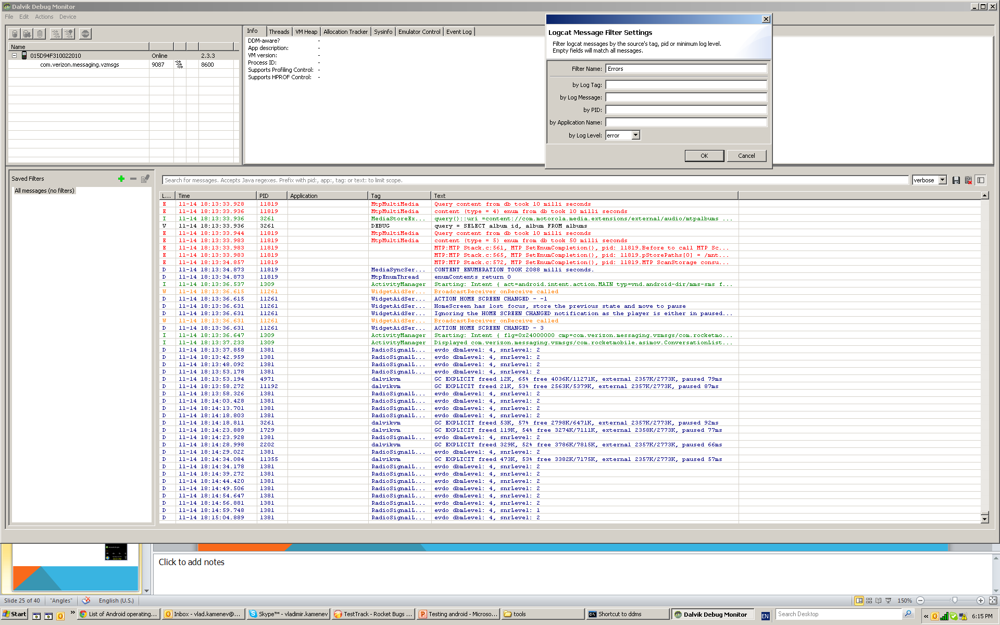 Dalvik Debug Monitor
File Edit Actions Device
Name
015D94F310022010 Online 2.3.3
com.verizon.messaging.vzmsgs 9087 8600
Info Threads VM Heap Allocation Tracker Sysinfo Emulator Control Event Log
DDM-aware? -
App description: -
VM version: -
Process ID: -
Supports Profiling Control: -
Supports HPROF Control: -
Logcat Message Filter Settings
Filter logcat messages by the source's tag, pid or minimum log level.
Empty fields will match all messages.
Filter Name: Errors
by Log Tag:
by Log Message:
by PID:
by Application Name:
by Log Level: error
OK Cancel
Saved Filters
All messages (no filters)
Search for messages. Accepts Java regexes. Prefix with pid:, app:, tag: or text: to limit scope. verbose
L... Time PID Application Tag Text
E 11-14 18:13:33.928 11819 MtpMultiMedia Query content from db took 10 milli seconds
E 11-14 18:13:33.936 11819 MtpMultiMedia content (type = 4) enum from db took 10 milli seconds
I 11-14 18:13:33.936 3261 MediaStoreEx... query()::uri =content://com.motorola.media.extensions/external/audio/mtpalbums ...
V 11-14 18:13:33.936 3261 DEBUG query = SELECT album_id, album FROM albums
E 11-14 18:13:33.944 11819 MtpMultiMedia Query content from db took 10 milli seconds
E 11-14 18:13:33.983 11819 MtpMultiMedia content (type = 5) enum from db took 50 milli seconds
E 11-14 18:13:33.983 11819 MTP:MTP_Stack.c:561, MTP_SetEnumCompletion(), pid: 11819.Before to call MTP_Sc...
E 11-14 18:13:33.983 11819 MTP:MTP_Stack.c:565, MTP_SetEnumCompletion(), pid: 11819.pStorePaths[0] = /mnt...
E 11-14 18:13:34.857 11819 MTP:MTP_Stack.c:572, MTP_SetEnumCompletion(), pid: 11819.MTP_ScanStorage consu...
D 11-14 18:13:34.873 11819 MediaSyncSer... CONTENT ENUMERATION TOOK 2088 milli seconds.
D 11-14 18:13:34.873 11819 MtpEnumThread enumContents return 0
I 11-14 18:13:36.537 1309 ActivityManager Starting: Intent { act=android.intent.action.MAIN typ=vnd.android-dir/mms-sms f...
W 11-14 18:13:36.615 11261 WidgetAidSer... BroadcastReceiver onReceive called
D 11-14 18:13:36.615 11261 WidgetAidSer... ACTION_HOME_SCREEN_CHANGED - -1
D 11-14 18:13:36.631 11261 WidgetAidSer... HomeScreen has lost focus, store the previous state and move to pause
D 11-14 18:13:36.631 11261 WidgetAidSer... Ignoring the HOME_SCREEN_CHANGED notification as the player is either in paused...
W 11-14 18:13:36.631 11261 WidgetAidSer... BroadcastReceiver onReceive called
D 11-14 18:13:36.631 11261 WidgetAidSer... ACTION_HOME_SCREEN_CHANGED - 3
I 11-14 18:13:36.647 1309 ActivityManager Starting: Intent { flg=0x24000000 cmp=com.verizon.messaging.vzmsgs/com.rocketmo...
I 11-14 18:13:37.233 1309 ActivityManager Displayed com.verizon.messaging.vzmsgs/com.rocketmobile.asimov.ConversationList...
D 11-14 18:13:37.858 1381 RadioSignalL... evdo dbmLevel: 4, snrLevel: 2
D 11-14 18:13:42.959 1381 RadioSignalL... evdo dbmLevel: 4, snrLevel: 2
D 11-14 18:13:48.092 1381 RadioSignalL... evdo dbmLevel: 4, snrLevel: 2
D 11-14 18:13:53.178 1381 RadioSignalL... evdo dbmLevel: 4, snrLevel: 2
D 11-14 18:13:53.194 4971 dalvikvm GC_EXPLICIT freed 12K, 65% free 4036K/11271K, external 2357K/2773K, paused 79ms
D 11-14 18:13:58.272 11192 dalvikvm GC_EXPLICIT freed 21K, 53% free 2563K/5379K, external 2357K/2773K, paused 87ms
D 11-14 18:13:58.326 1381 RadioSignalL... evdo dbmLevel: 4, snrLevel: 2
D 11-14 18:14:03.428 1381 RadioSignalL... evdo dbmLevel: 4, snrLevel: 2
D 11-14 18:14:13.701 1381 RadioSignalL... evdo dbmLevel: 4, snrLevel: 2
D 11-14 18:14:18.803 1381 RadioSignalL... evdo dbmLevel: 4, snrLevel: 2
D 11-14 18:14:18.811 3261 dalvikvm GC_EXPLICIT freed 53K, 57% free 2798K/6471K, external 2357K/2773K, paused 92ms
D 11-14 18:14:23.889 1729 dalvikvm GC_EXPLICIT freed 119K, 54% free 3274K/7111K, external 2358K/2773K, paused 77ms
D 11-14 18:14:23.928 1381 RadioSignalL... evdo dbmLevel: 4, snrLevel: 2
D 11-14 18:14:28.998 2202 dalvikvm GC_EXPLICIT freed 329K, 52% free 3786K/7815K, external 2357K/2773K, paused 66ms
D 11-14 18:14:29.022 1381 RadioSignalL... evdo dbmLevel: 4, snrLevel: 2
D 11-14 18:14:34.084 11355 dalvikvm GC_EXPLICIT freed 473K, 53% free 3382K/7175K, external 2357K/2773K, paused 57ms
D 11-14 18:14:34.178 1381 RadioSignalL... evdo dbmLevel: 4, snrLevel: 2
D 11-14 18:14:39.272 1381 RadioSignalL... evdo dbmLevel: 4, snrLevel: 2
D 11-14 18:14:44.420 1381 RadioSignalL... evdo dbmLevel: 4, snrLevel: 2
D 11-14 18:14:49.506 1381 RadioSignalL... evdo dbmLevel: 4, snrLevel: 2
D 11-14 18:14:54.647 1381 RadioSignalL... evdo dbmLevel: 4, snrLevel: 2
D 11-14 18:14:56.881 1381 RadioSignalL... evdo dbmLevel: 4, snrLevel: 2
D 11-14 18:14:59.748 1381 RadioSignalL... evdo dbmLevel: 4, snrLevel: 1
D 11-14 18:15:04.889 1381 RadioSignalL... evdo dbmLevel: 4, snrLevel: 2
Click to add notes
Slide 25 of 40 "Angles" English (U.S.) 150%
Start » List of Android operating... Inbox - vlad.kamenev@... Skype™ - vladimir.kamenev TestTrack - Rocket Bugs ... Testing android - Microso... tools Shortcut to ddms Dalvik Debug Monitor EN Search Desktop « 6:15 PM